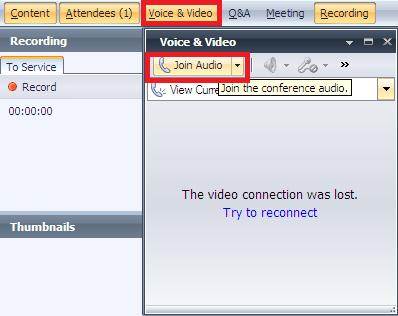 Content Attendees (1) Voice & Video Q&A Meeting Recording
Recording
To Service
Record
00:00:00
Thumbnails
Voice & Video
Join Audio »
View Curre
Join the conference audio.
The video connection was lost.
Try to reconnect